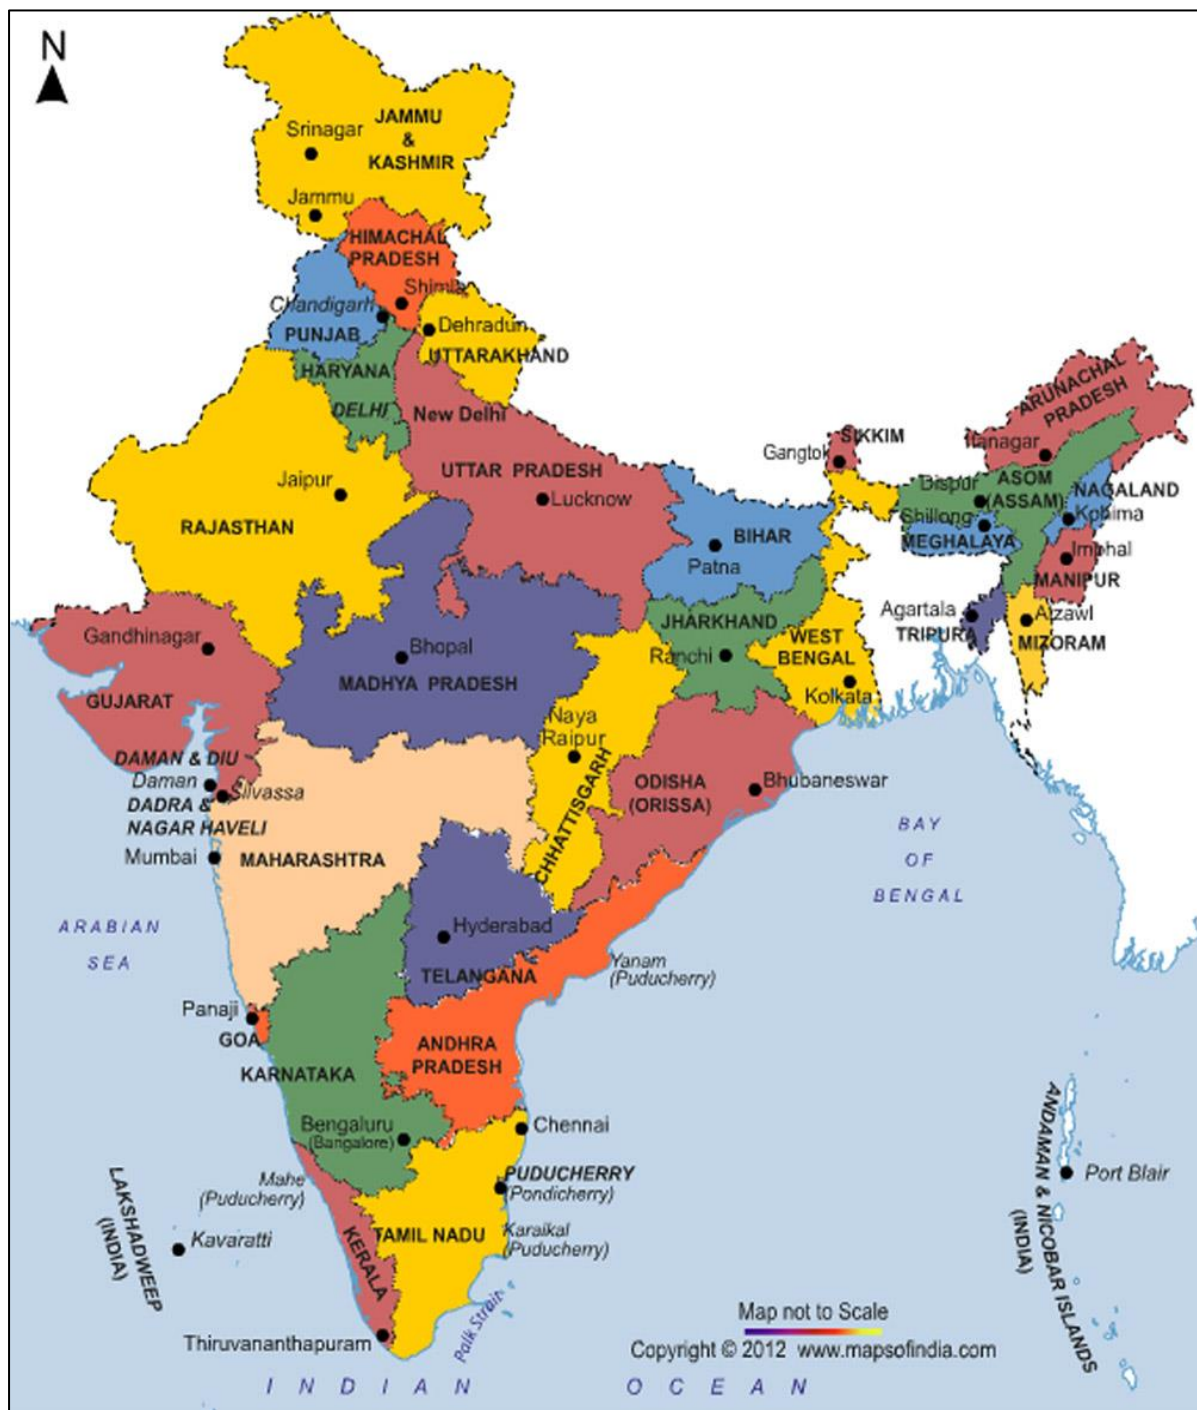 N
JAMMU
&
KASHMIR
Srinagar
Jammu
HIMACHAL
PRADESH
Shimla
Chandigarh
PUNJAB
Dehradun
UTTARAKHAND
HARYANA
DELHI
New Delhi
ARUNACHAL
PRADESH
SIKKIM
Gangtok
Itanagar
UTTAR PRADESH
Lucknow
Jaipur
RAJASTHAN
Dispur
ASOM
(ASSAM)
NAGALAND
Kohima
Shillong
MEGHALAYA
BIHAR
Patna
Imphal
MANIPUR
Agartala
TRIPURA
Aizawl
MIZORAM
JHARKHAND
Ranchi
WEST
BENGAL
Kolkata
Gandhinagar
GUJARAT
Bhopal
MADHYA PRADESH
Naya
Raipur
CHHATTISGARH
ODISHA
(ORISSA)
Bhubaneswar
DAMAN & DIU
Daman
Silvassa
DADRA &
NAGAR HAVELI
Mumbai
MAHARASHTRA
BAY
OF
BENGAL
ARABIAN
SEA
Hyderabad
TELANGANA
Yanam
(Puducherry)
Panaji
GOA
KARNATAKA
ANDHRA
PRADESH
Bengaluru
(Bangalore)
Chennai
Mahe
(Puducherry)
PUDUCHERRY
(Pondicherry)
Karaikal
(Puducherry)
TAMIL NADU
KERALA
LAKSHADWEEP
(INDIA)
Kavaratti
ANDAMAN & NICOBAR ISLANDS
(INDIA)
Port Blair
Thiruvananthapuram
Palk Strait
Map not to Scale
Copyright © 2012 www.mapsofindia.com
INDIAN OCEAN